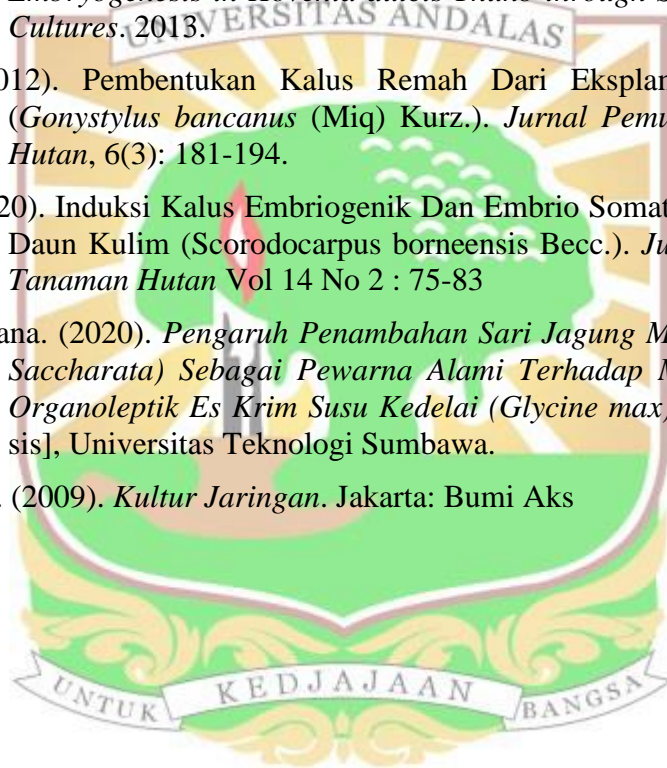 UNIVERSITAS ANDALAS
Cultures. 2013.
012). Pembentukan Kalus Remah Dari Eksplan
(Gonystylus bancanus (Miq) Kurz.). Jurnal Pemu
Hutan, 6(3): 181-194.
20). Induksi Kalus Embriogenik Dan Embrio Somat
Daun Kulim (Scorodocarpus borneensis Becc.). Ju
Tanaman Hutan Vol 14 No 2 : 75-83
ana. (2020). Pengaruh Penambahan Sari Jagung M
Saccharata) Sebagai Pewarna Alami Terhadap M
Organoleptik Es Krim Susu Kedelai (Glycine max)
sis], Universitas Teknologi Sumbawa.
. (2009). Kultur Jaringan. Jakarta: Bumi Aks
UNTUK KEDJAJAAN BANGSA